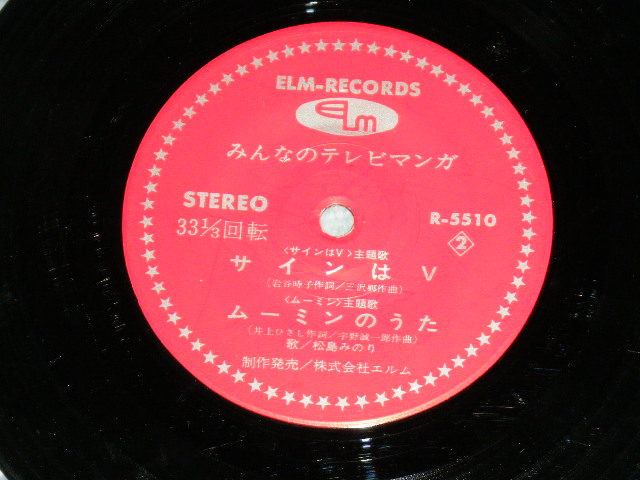 ELM-RECORDS
ELM
みんなのテレビマンガ
STEREO
R-5510
33⅓回転
2
〈サインはV〉主題歌
サインは V
(岩谷時子作詞/三沢郷作曲)
〈ムーミン〉主題歌
ムーミンのうた
(井上ひさし作詞/宇野誠一郎作曲)
歌/松島みのり
制作発売/株式会社エルム